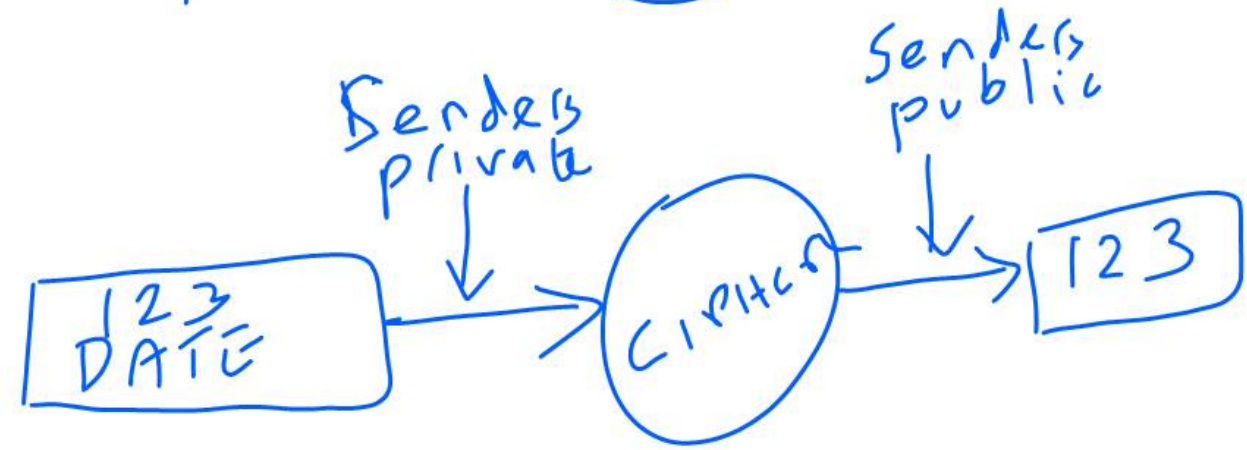 Senders
public
Senders
private
123
DATE
CIPHer
123